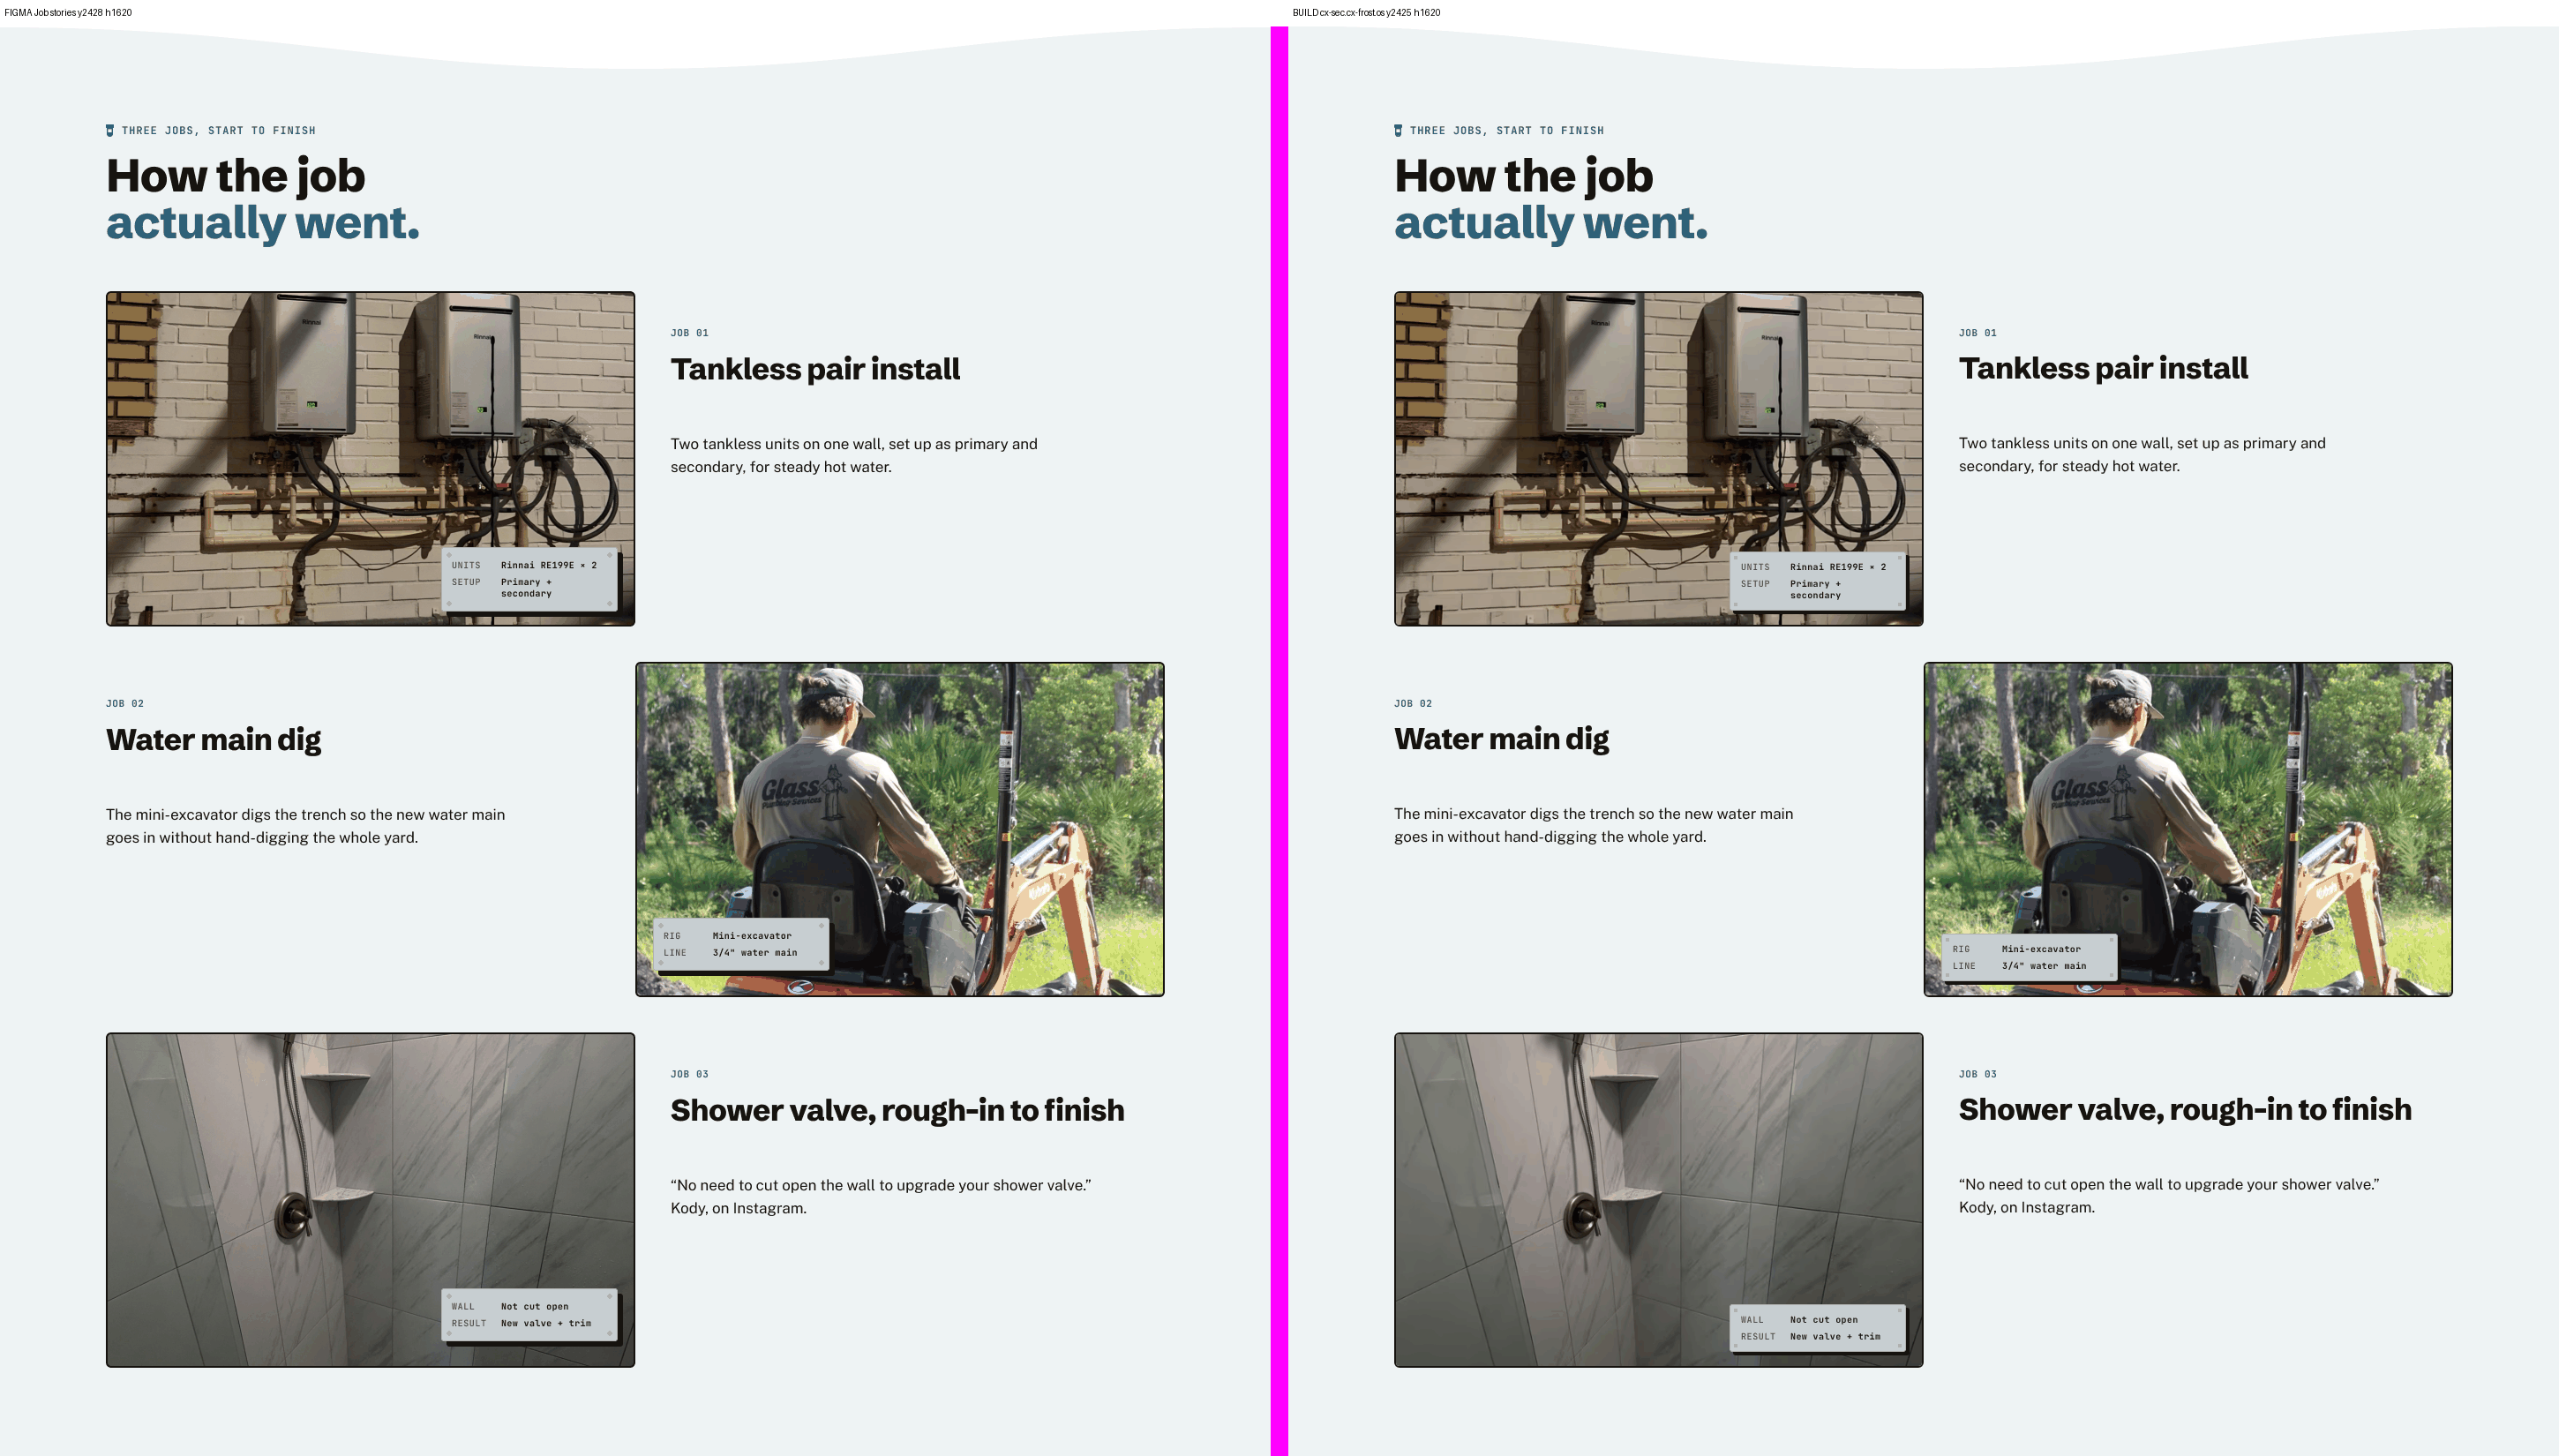 FIGMA Job stories y2428 h1620
THREE JOBS, START TO FINISH
How the job
actually went.
Rinnai
Rinnai
UNITS Rinnai RE199E × 2
SETUP Primary +
secondary
JOB 01
Tankless pair install
Two tankless units on one wall, set up as primary and
secondary, for steady hot water.
JOB 02
Water main dig
The mini-excavator digs the trench so the new water main
goes in without hand-digging the whole yard.
Glass
Plumbing Services
Kubota
RIG Mini-excavator
LINE 3/4" water main
WALL Not cut open
RESULT New valve + trim
JOB 03
Shower valve, rough-in to finish
“No need to cut open the wall to upgrade your shower valve.”
Kody, on Instagram.
BUILD cx-sec.cx-frost.os y2425 h1620
THREE JOBS, START TO FINISH
How the job
actually went.
Rinnai
Rinnai
UNITS Rinnai RE199E × 2
SETUP Primary +
secondary
JOB 01
Tankless pair install
Two tankless units on one wall, set up as primary and
secondary, for steady hot water.
JOB 02
Water main dig
The mini-excavator digs the trench so the new water main
goes in without hand-digging the whole yard.
Glass
Plumbing Services
Kubota
RIG Mini-excavator
LINE 3/4" water main
WALL Not cut open
RESULT New valve + trim
JOB 03
Shower valve, rough-in to finish
“No need to cut open the wall to upgrade your shower valve.”
Kody, on Instagram.